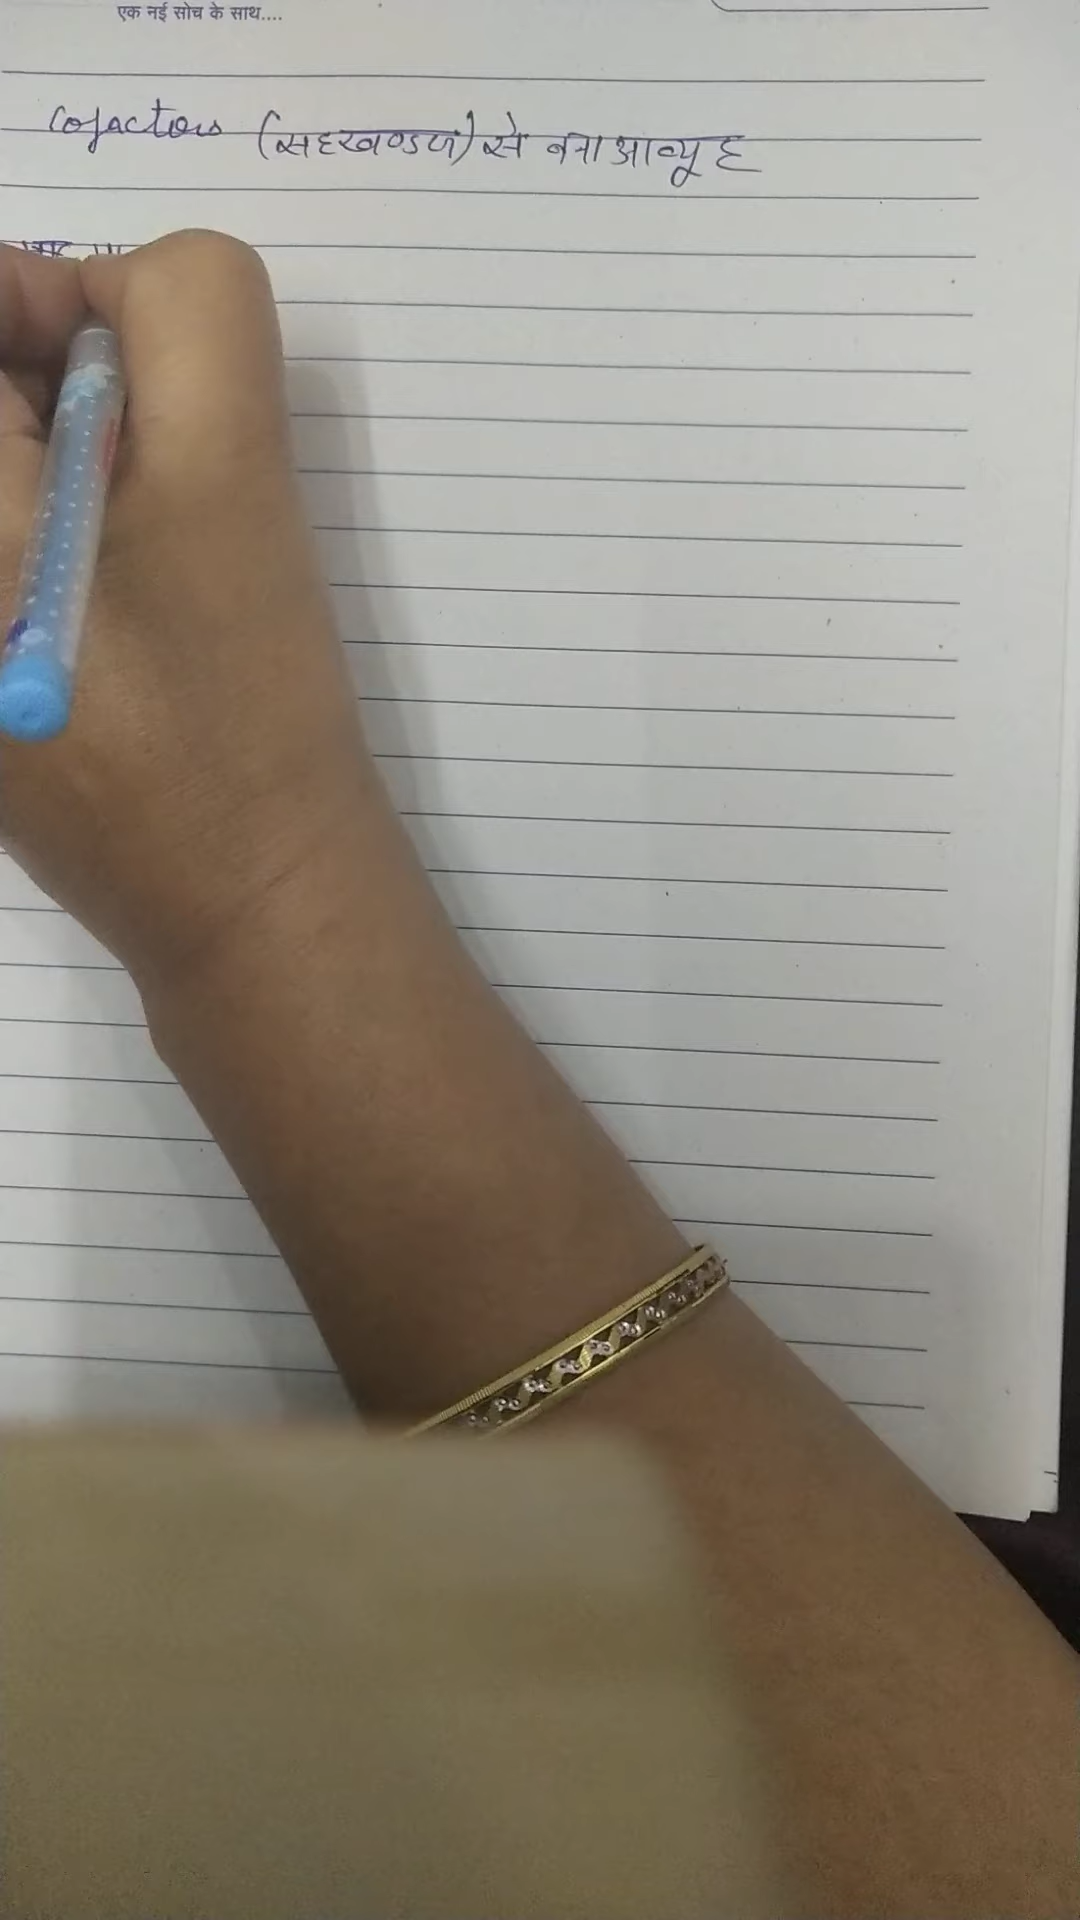 एक नई सोच के साथ....
Cofactors (सहखण्डज) से बना आव्यूह